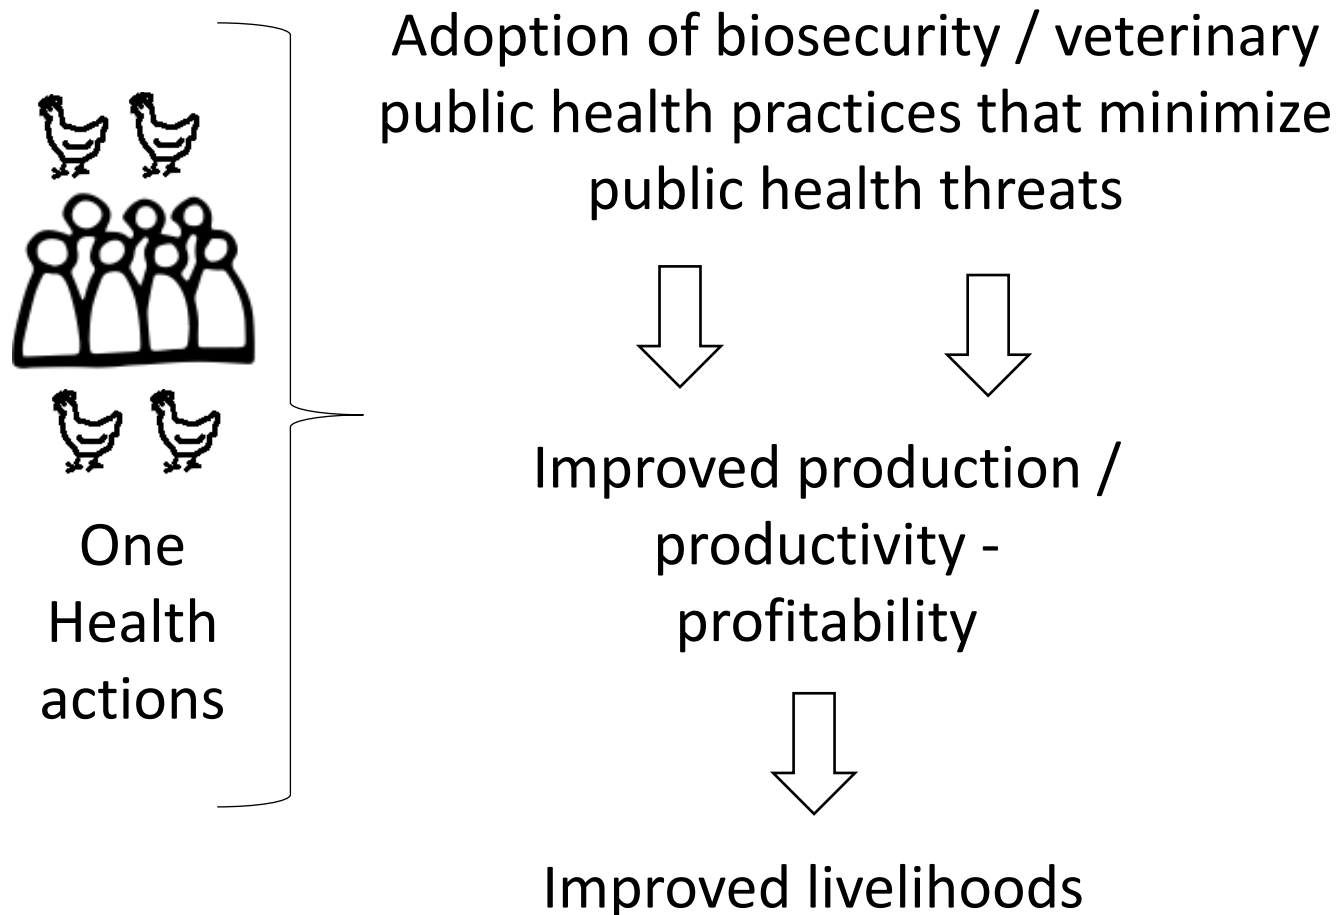 Adoption of biosecurity / veterinary
public health practices that minimize
public health threats
One
Health
actions
Improved production /
productivity -
profitability
Improved livelihoods